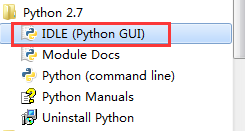 Python 2.7
IDLE (Python GUI)
Module Docs
Python (command line)
Python Manuals
Uninstall Python